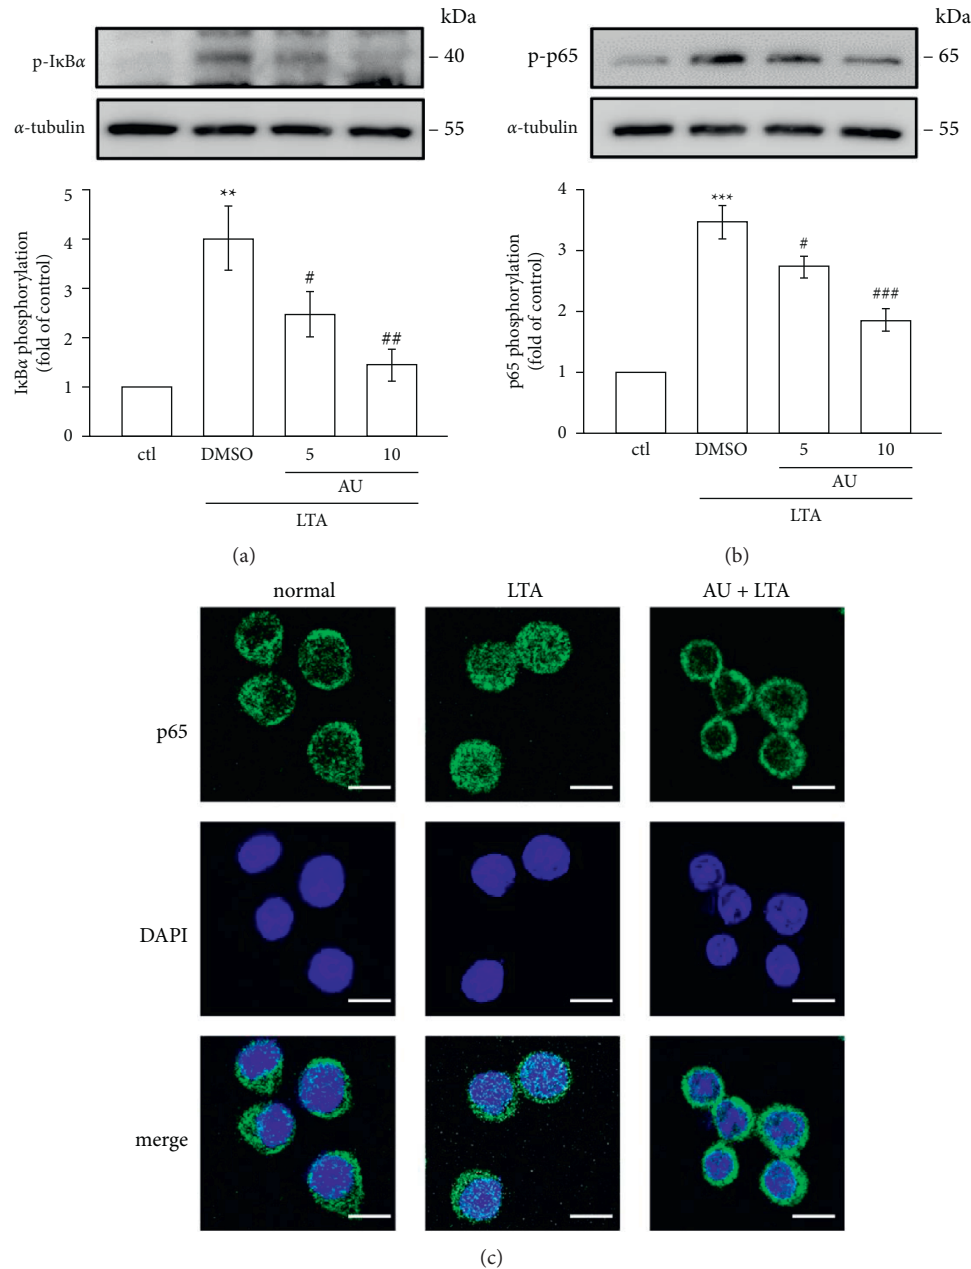 kDa
p-IκBα
– 40
α-tubulin
– 55
5
4
3
2
1
0
IκBα phosphorylation
(fold of control)
**
#
##
ctl DMSO 5 10
AU
LTA
(a)
kDa
p-p65
– 65
α-tubulin
– 55
4
3
2
1
0
p65 phosphorylation
(fold of control)
***
#
###
ctl DMSO 5 10
AU
LTA
(b)
normal LTA AU + LTA
p65
DAPI
merge
(c)